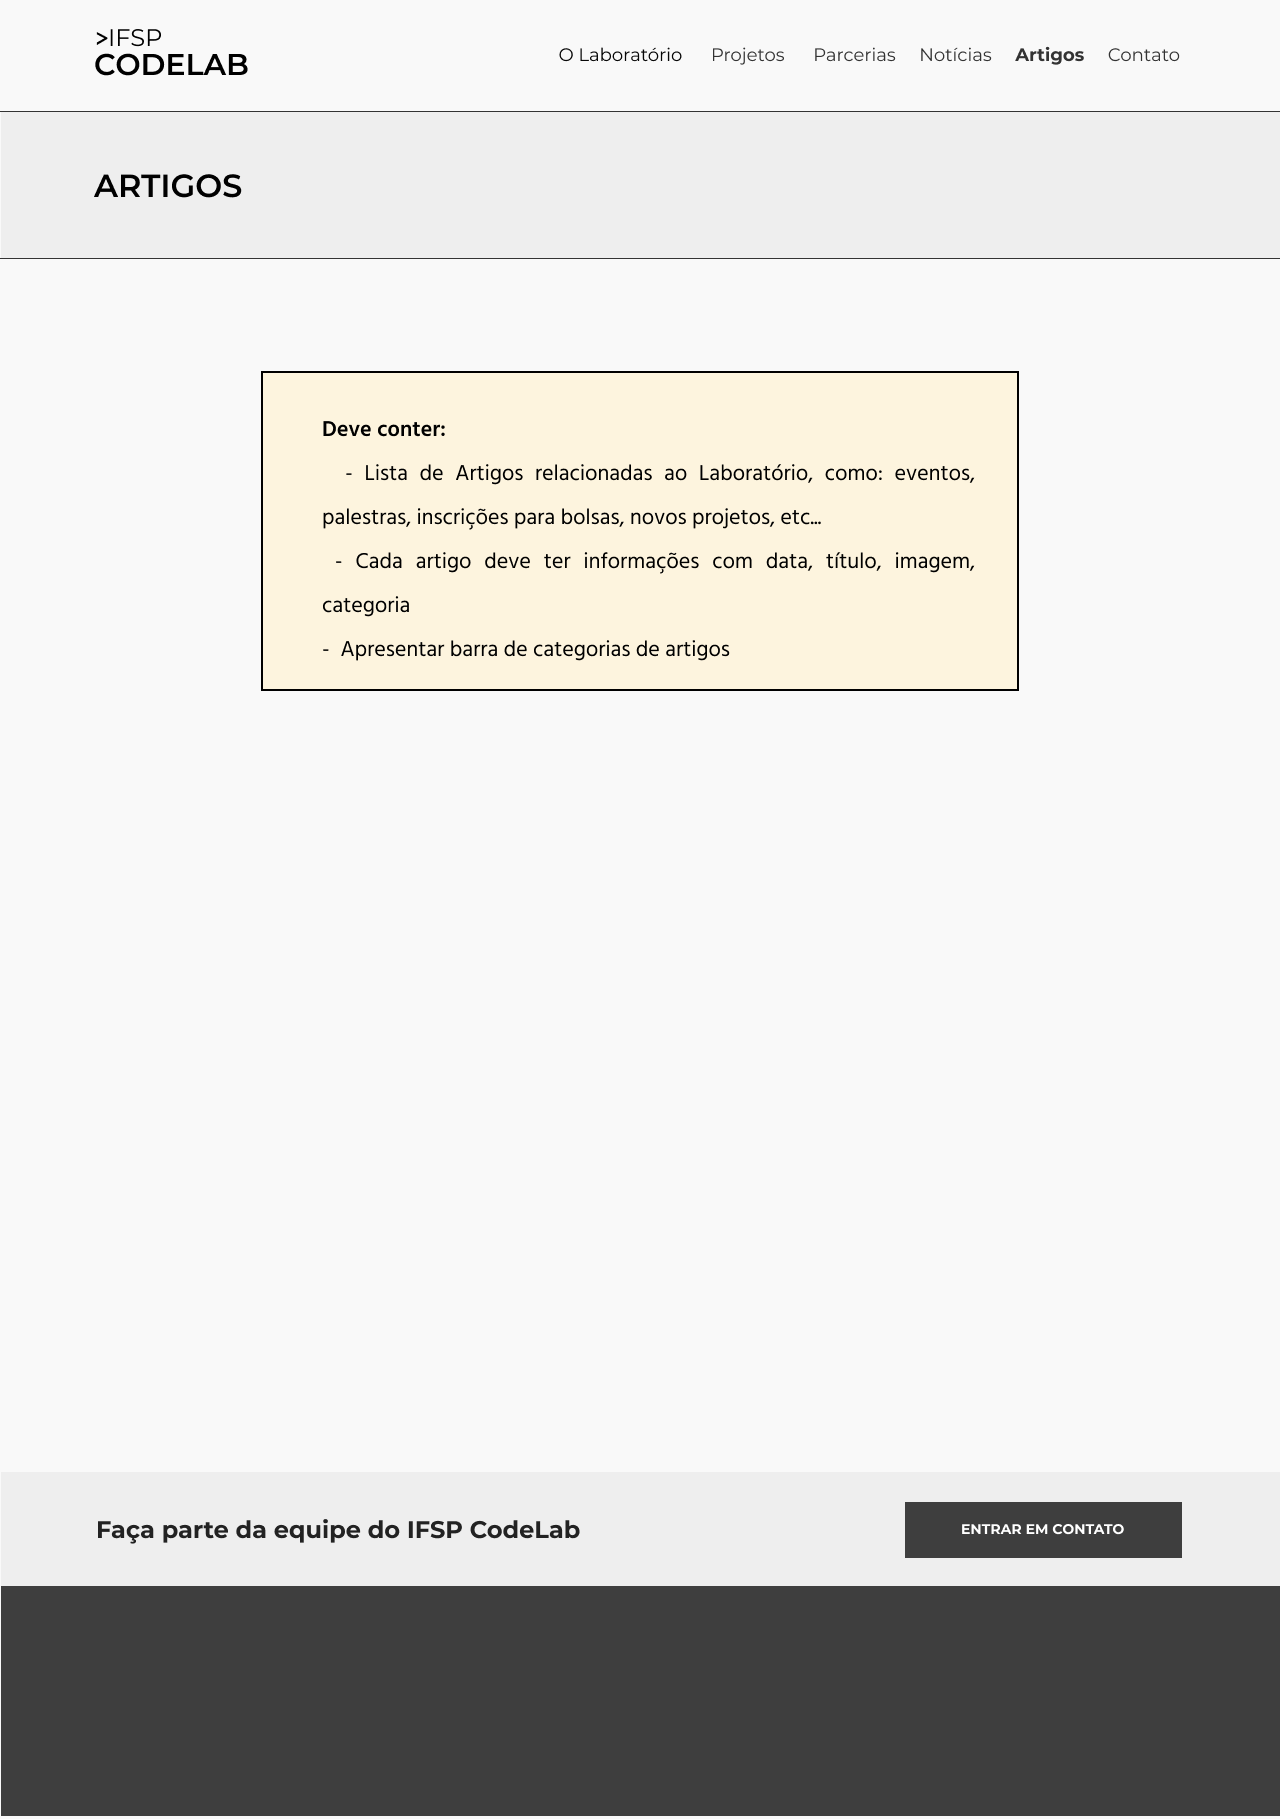 >IFSP
CODELAB
O Laboratório Projetos Parcerias Notícias Artigos Contato
ARTIGOS
Deve conter:
- Lista de Artigos relacionadas ao Laboratório, como: eventos,
palestras, inscrições para bolsas, novos projetos, etc...
- Cada artigo deve ter informações com data, título, imagem,
categoria
- Apresentar barra de categorias de artigos
Faça parte da equipe do IFSP CodeLab
ENTRAR EM CONTATO